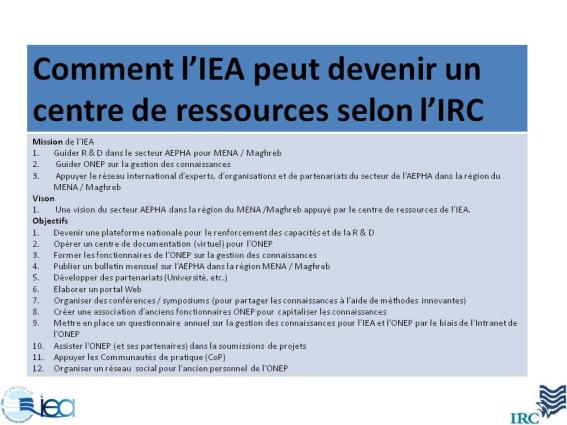 Comment l'IEA peut devenir un
centre de ressources selon l'IRC
Mission de l'IEA
1. Guider R & D dans le secteur AEPHA pour MENA / Maghreb
2. Guider ONEP sur la gestion des connaissances
3. Appuyer le réseau international d'experts, d'organisations et de partenariats du secteur de l'AEPHA dans la région du
MENA / Maghreb
Vison
1. Une vision du secteur AEPHA dans la région du MENA /Maghreb appuyé par le centre de ressources de l'IEA.
Objectifs
1. Devenir une plateforme nationale pour le renforcement des capacités et de la R & D
2. Opérer un centre de documentation (virtuel) pour l'ONEP
3. Former les fonctionnaires de l'ONEP sur la gestion des connaissances
4. Publier un bulletin mensuel sur l'AEPHA dans la région MENA / Maghreb
5. Développer des partenariats (Université, etc.)
6. Elaborer un portal Web
7. Organiser des conférences / symposiums (pour partager les connaissances à l'aide de méthodes innovantes)
8. Créer une association d'anciens fonctionnaires ONEP pour capitaliser les connaissances
9. Mettre en place un questionnaire annuel sur la gestion des connaissances pour l'IEA et l'ONEP par le biais de l'Intranet de
l'ONEP
10. Assister l'ONEP (et ses partenaires) dans la soumissions de projets
11. Appuyer les Communautés de pratique (CoP)
12. Organiser un réseau social pour l'ancien personnel de l'ONEP
iea
IRC